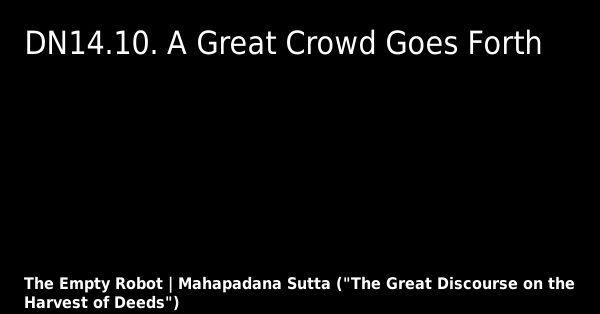 DN14.10. A Great Crowd Goes Forth
The Empty Robot | Mahapadana Sutta ("The Great Discourse on the
Harvest of Deeds")